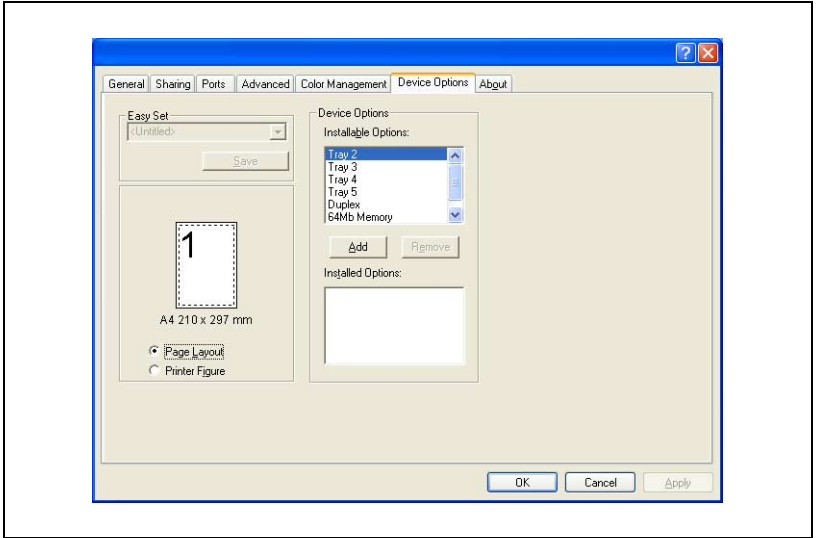 General Sharing Ports Advanced Color Management Device Options About
Easy Set
<Untitled>
Save
1
A4 210 x 297 mm
Page Layout
Printer Figure
Device Options
Installable Options:
Tray 2
Tray 3
Tray 4
Tray 5
Duplex
64Mb Memory
Add Remove
Installed Options:
OK Cancel Apply